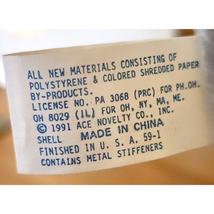 ALL NEW MATERIALS CONSISTING OF
POLYSTYRENE & COLORED SHREDDED PAPER
BY-PRODUCTS.
LICENSE NO. PA 3068 (PRC) FOR PH.OH.
OH 8029 (IL) FOR OH, NY, MA, ME.
© 1991 ACE NOVELTY CO., INC.
SHELL MADE IN CHINA
FINISHED IN U. S. A. 59-1
CONTAINS METAL STIFFENERS